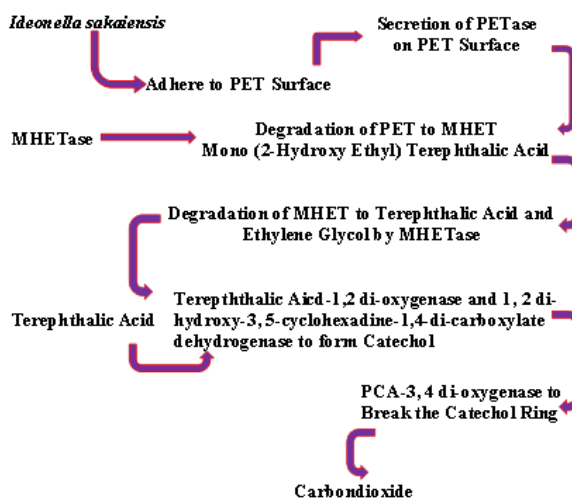 Ideonella sakaiensis
Secretion of PETase
on PET Surface
Adhere to PET Surface
MHETase
Degradation of PET to MHET
Mono (2-Hydroxy Ethyl) Terephthalic Acid
Degradation of MHET to Terephthalic Acid and
Ethylene Glycol by MHETase
Terephthalic Acid
Terepththalic Aicd-1,2 di-oxygenase and 1, 2 di-
hydroxy-3, 5-cyclohexadine-1,4-di-carboxylate
dehydrogenase to form Catechol
PCA-3, 4 di-oxygenase to
Break the Catechol Ring
Carbondioxide